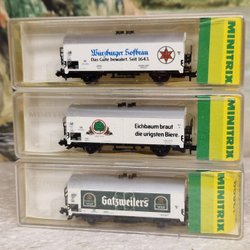 Würzburger Hofbräu
Das Gute bewahrt. Seit 1643.
MINITRIX
Eichbaum braut
die urigsten Biere.
MINITRIX
Gatzweilers
MINITRIX